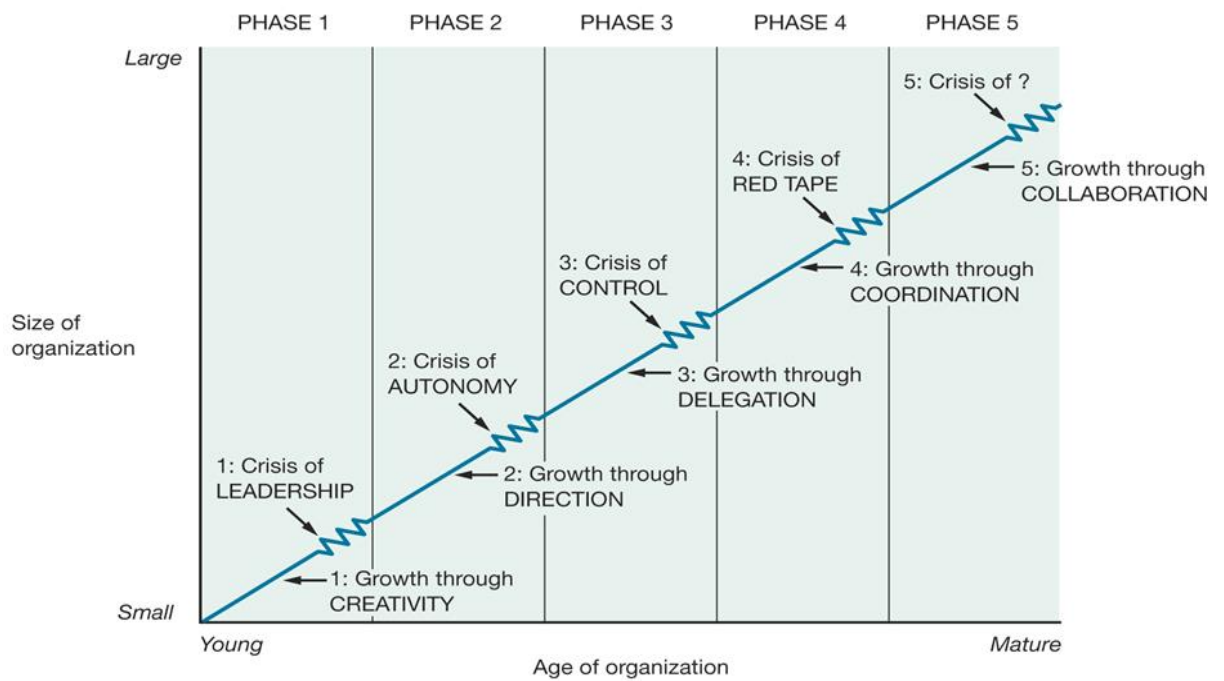 PHASE 1
PHASE 2
PHASE 3
PHASE 4
PHASE 5
Large
5: Crisis of ?
4: Crisis of
RED TAPE
5: Growth through
COLLABORATION
3: Crisis of
CONTROL
4: Growth through
COORDINATION
Size of
organization
2: Crisis of
AUTONOMY
3: Growth through
DELEGATION
1: Crisis of
LEADERSHIP
2: Growth through
DIRECTION
1: Growth through
CREATIVITY
Small
Young
Mature
Age of organization